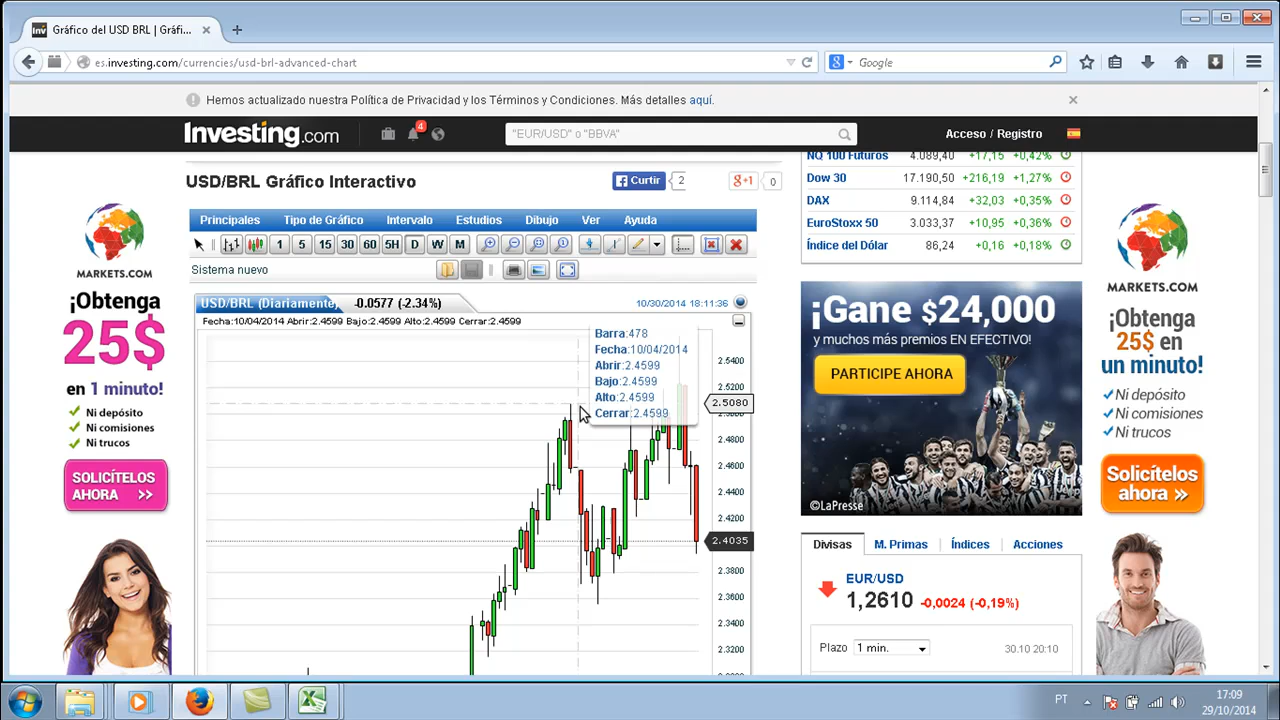 Gráfico del USD BRL | Gráfi...
es.investing.com/currencies/usd-brl-advanced-chart
Google
Hemos actualizado nuestra Política de Privacidad y los Términos y Condiciones. Más detalles aquí.
Investing.com
4
"EUR/USD" o "BBVA"
Acceso / Registro
USD/BRL Gráfico Interactivo
Curtir
2
g+1
0
Principales Tipo de Gráfico Intervalo Estudios Dibujo Ver Ayuda
1 5 15 30 60 5H D W M
Sistema nuevo
USD/BRL (Diariamente)
-0.0577 (-2.34%)
10/30/2014 18:11:36
Fecha:10/04/2014 Abrir:2.4599 Bajo:2.4599 Alto:2.4599 Cerrar:2.4599
Barra:478
Fecha:10/04/2014
Abrir:2.4599
Bajo:2.4599
Alto:2.4599
Cerrar:2.4599
2.5400
2.5200
2.5080
2.4800
2.4600
2.4400
2.4200
2.4035
2.3800
2.3600
2.3400
2.3200
NQ 100 Futuros 4.089,40 +17,15 +0,42%
Dow 30 17.190,50 +216,19 +1,27%
DAX 9.114,84 +32,03 +0,35%
EuroStoxx 50 3.033,37 +10,95 +0,36%
Índice del Dólar 86,24 +0,16 +0,18%
¡Gane $24,000
y muchos más premios EN EFECTIVO!
PARTICIPE AHORA
©LaPresse
Divisas M. Primas Índices Acciones
EUR/USD
1,2610 -0,0024 (-0,19%)
Plazo 1 min. 30.10 20:10
MARKETS.COM
¡Obtenga
25$
en 1 minuto!
Ni depósito
Ni comisiones
Ni trucos
SOLICÍTELOS
AHORA >>
MARKETS.COM
¡Obtenga
25$ en
un minuto!
Ni depósito
Ni comisiones
Ni trucos
Solicítelos
ahora »
PT
17:09
29/10/2014